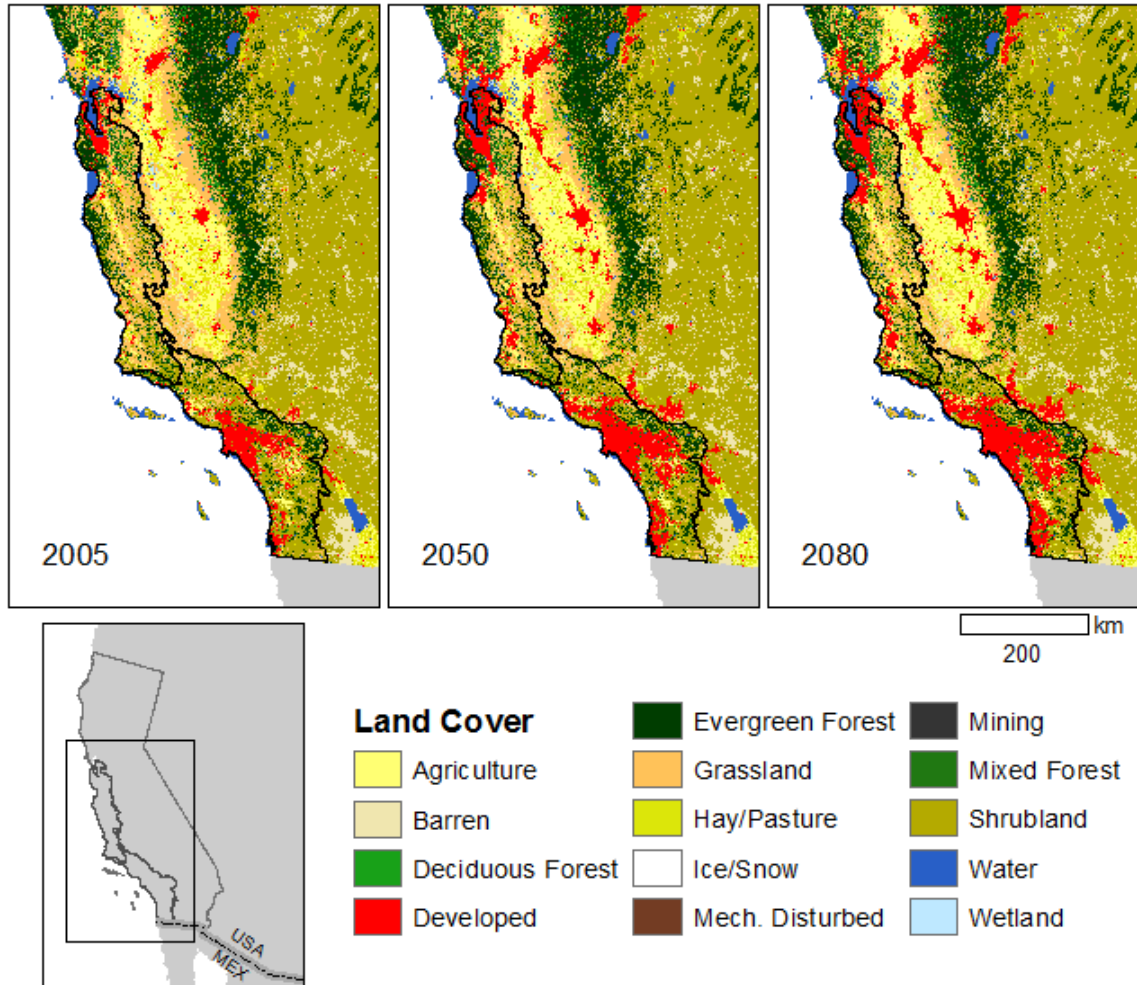 2005
2050
2080
km
200
USA
MEX
Land Cover
Agriculture
Barren
Deciduous Forest
Developed
Evergreen Forest
Grassland
Hay/Pasture
Ice/Snow
Mech. Disturbed
Mining
Mixed Forest
Shrubland
Water
Wetland